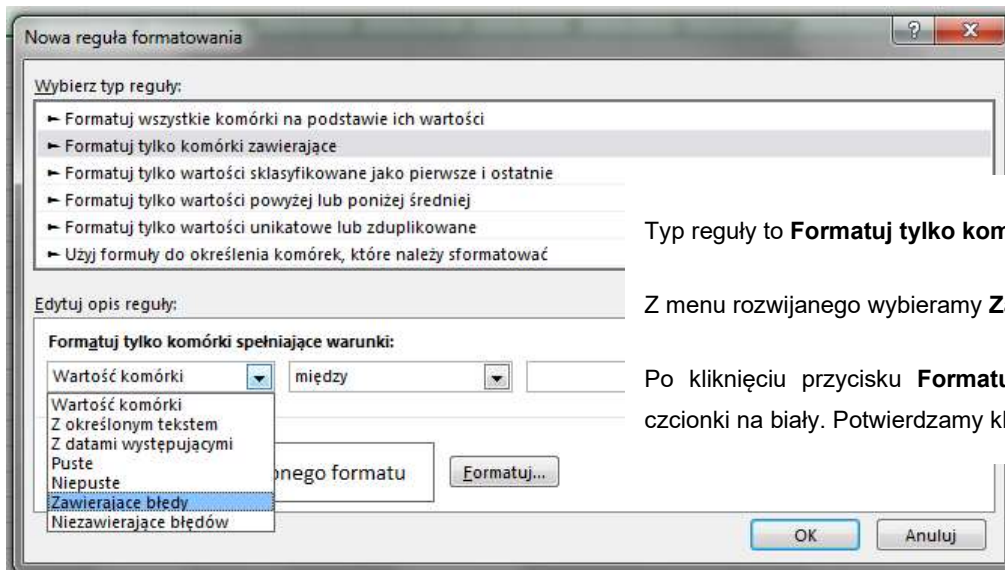 Nowa reguła formatowania
Wybierz typ reguły:
► Formatuj wszystkie komórki na podstawie ich wartości
► Formatuj tylko komórki zawierające
► Formatuj tylko wartości sklasyfikowane jako pierwsze i ostatnie
► Formatuj tylko wartości powyżej lub poniżej średniej
► Formatuj tylko wartości unikatowe lub zduplikowane
► Użyj formuły do określenia komórek, które należy sformatować
Edytuj opis reguły:
Formatuj tylko komórki spełniające warunki:
Wartość komórki między
Wartość komórki
Z określonym tekstem
Z datami występującymi
Puste
Niepuste
Zawierające błędy
Niezawierające błędów
nego formatu Formatuj...
OK Anuluj
Typ reguły to Formatuj tylko
Z menu rozwijanego wybieramy
Po kliknięciu przycisku
czcionki na biały. Potwierdzamy